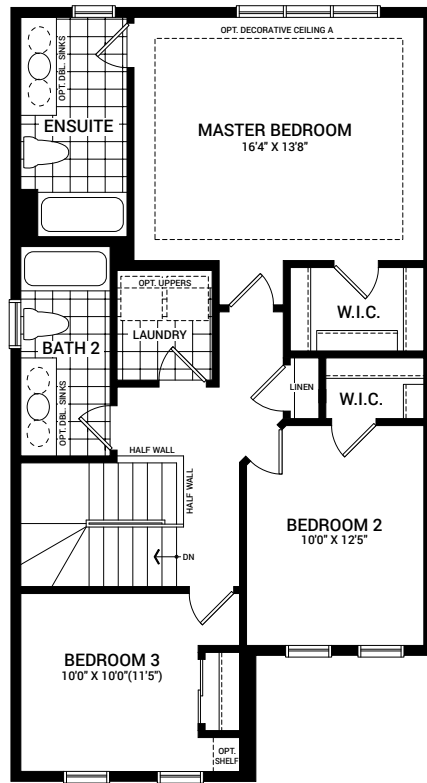 OPT. DECORATIVE CEILING A
OPT. DBL. SINKS
ENSUITE
MASTER BEDROOM
16'4" X 13'8"
OPT. UPPERS
LAUNDRY
W.I.C.
BATH 2
OPT. DBL. SINKS
LINEN
W.I.C.
HALF WALL
HALF WALL
DN
BEDROOM 2
10'0" X 12'5"
BEDROOM 3
10'0" X 10'0"(11'5")
OPT.
SHELF